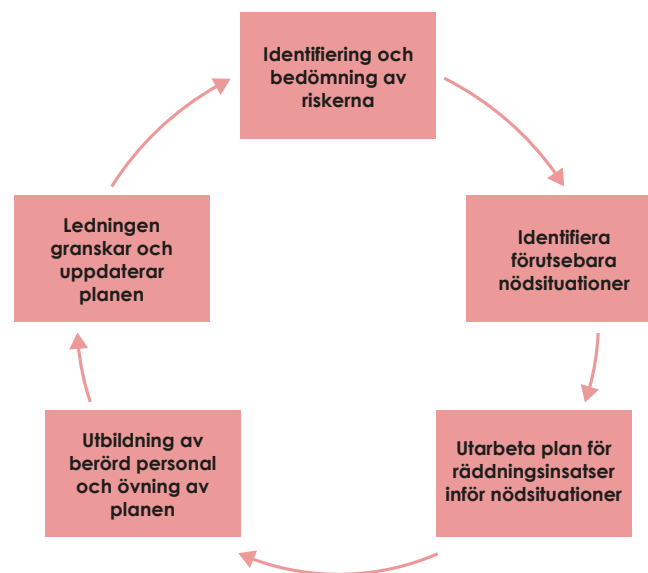 Identifiering och
bedömning av
riskerna
Identifiera
förutsebara
nödsituationer
Utarbeta plan för
räddningsinsatser
inför nödsituationer
Utbildning av
berörd personal
och övning av
planen
Ledningen
granskar och
uppdaterar
planen